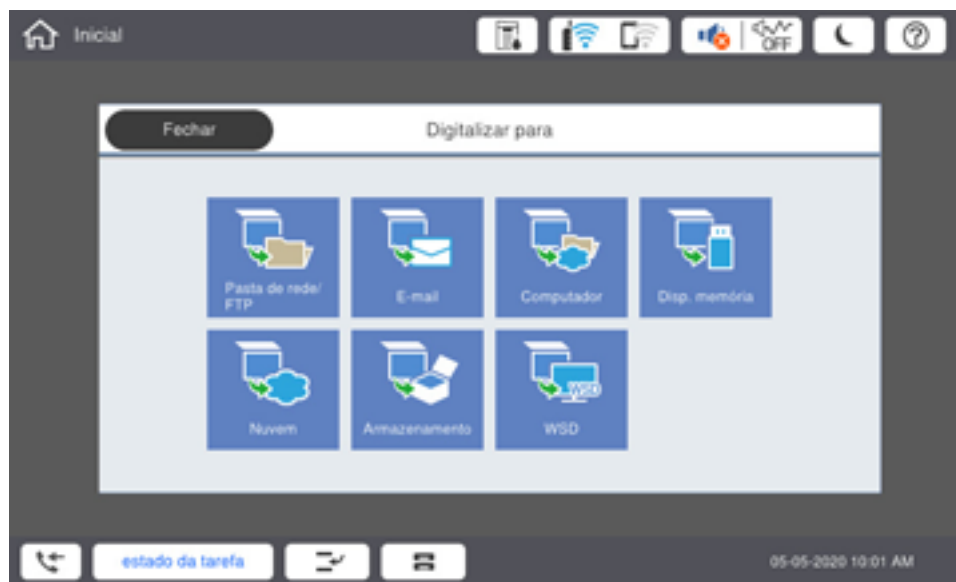 Inicial
OFF
Fechar
Digitalizar para
Pasta de rede/
FTP
E-mail
Computador
Disp. memória
WSD
Nuvem
Armazenamento
WSD
estado da tarefa
05-05-2020 10:01 AM